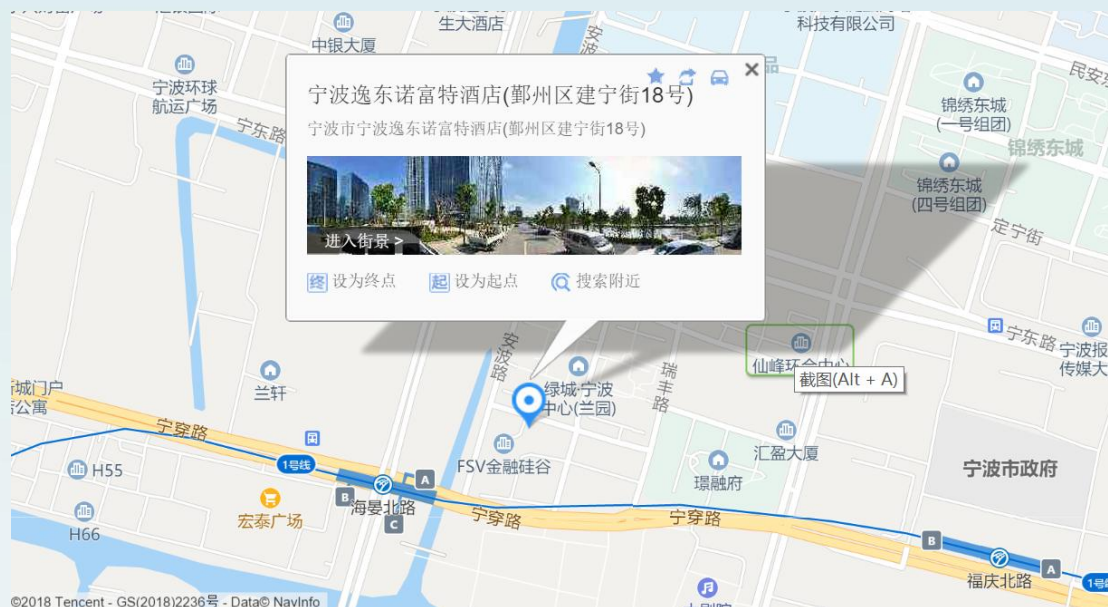 中银大厦
生大酒店
科技有限公司
宁波环球
航运广场
宁东路
安波
品
民安东
锦绣东城
(一号组团)
锦绣东城
锦绣东城
(四号组团)
定宁街
宁波逸东诺富特酒店(鄞州区建宁街18号)
宁波市宁波逸东诺富特酒店(鄞州区建宁街18号)
进入街景 >
终 设为终点
起 设为起点
搜索附近
宁东路
宁波报
传媒大
仙峰环
截图(Alt + A)
安波路
瑞丰路
绿城·宁波
中心(兰园)
兰轩
城门户
公寓
宁穿路
1号线
H55
H66
宏泰广场
A
B
海晏北路
C
FSV金融硅谷
璟融府
汇盈大厦
宁波市政府
宁穿路
宁穿路
B
A
福庆北路
1号
©2018 Tencent - GS(2018)2236号 - Data© NavInfo